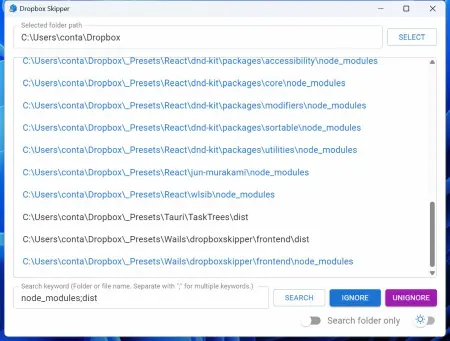 Dropbox Skipper
Selected folder path
C:\Users\conta\Dropbox
SELECT
C:\Users\conta\Dropbox\_Presets\React\dnd-kit\packages\accessibility\node_modules
C:\Users\conta\Dropbox\_Presets\React\dnd-kit\packages\core\node_modules
C:\Users\conta\Dropbox\_Presets\React\dnd-kit\packages\modifiers\node_modules
C:\Users\conta\Dropbox\_Presets\React\dnd-kit\packages\sortable\node_modules
C:\Users\conta\Dropbox\_Presets\React\dnd-kit\packages\utilities\node_modules
C:\Users\conta\Dropbox\_Presets\React\jun-murakami\node_modules
C:\Users\conta\Dropbox\_Presets\React\wlsib\node_modules
C:\Users\conta\Dropbox\_Presets\Tauri\TaskTrees\dist
C:\Users\conta\Dropbox\_Presets\Wails\dropboxskipper\frontend\dist
C:\Users\conta\Dropbox\_Presets\Wails\dropboxskipper\frontend\node_modules
Search keyword (Folder or file name. Separate with ";" for multiple keywords.)
node_modules;dist
SEARCH
IGNORE
UNIGNORE
Search folder only